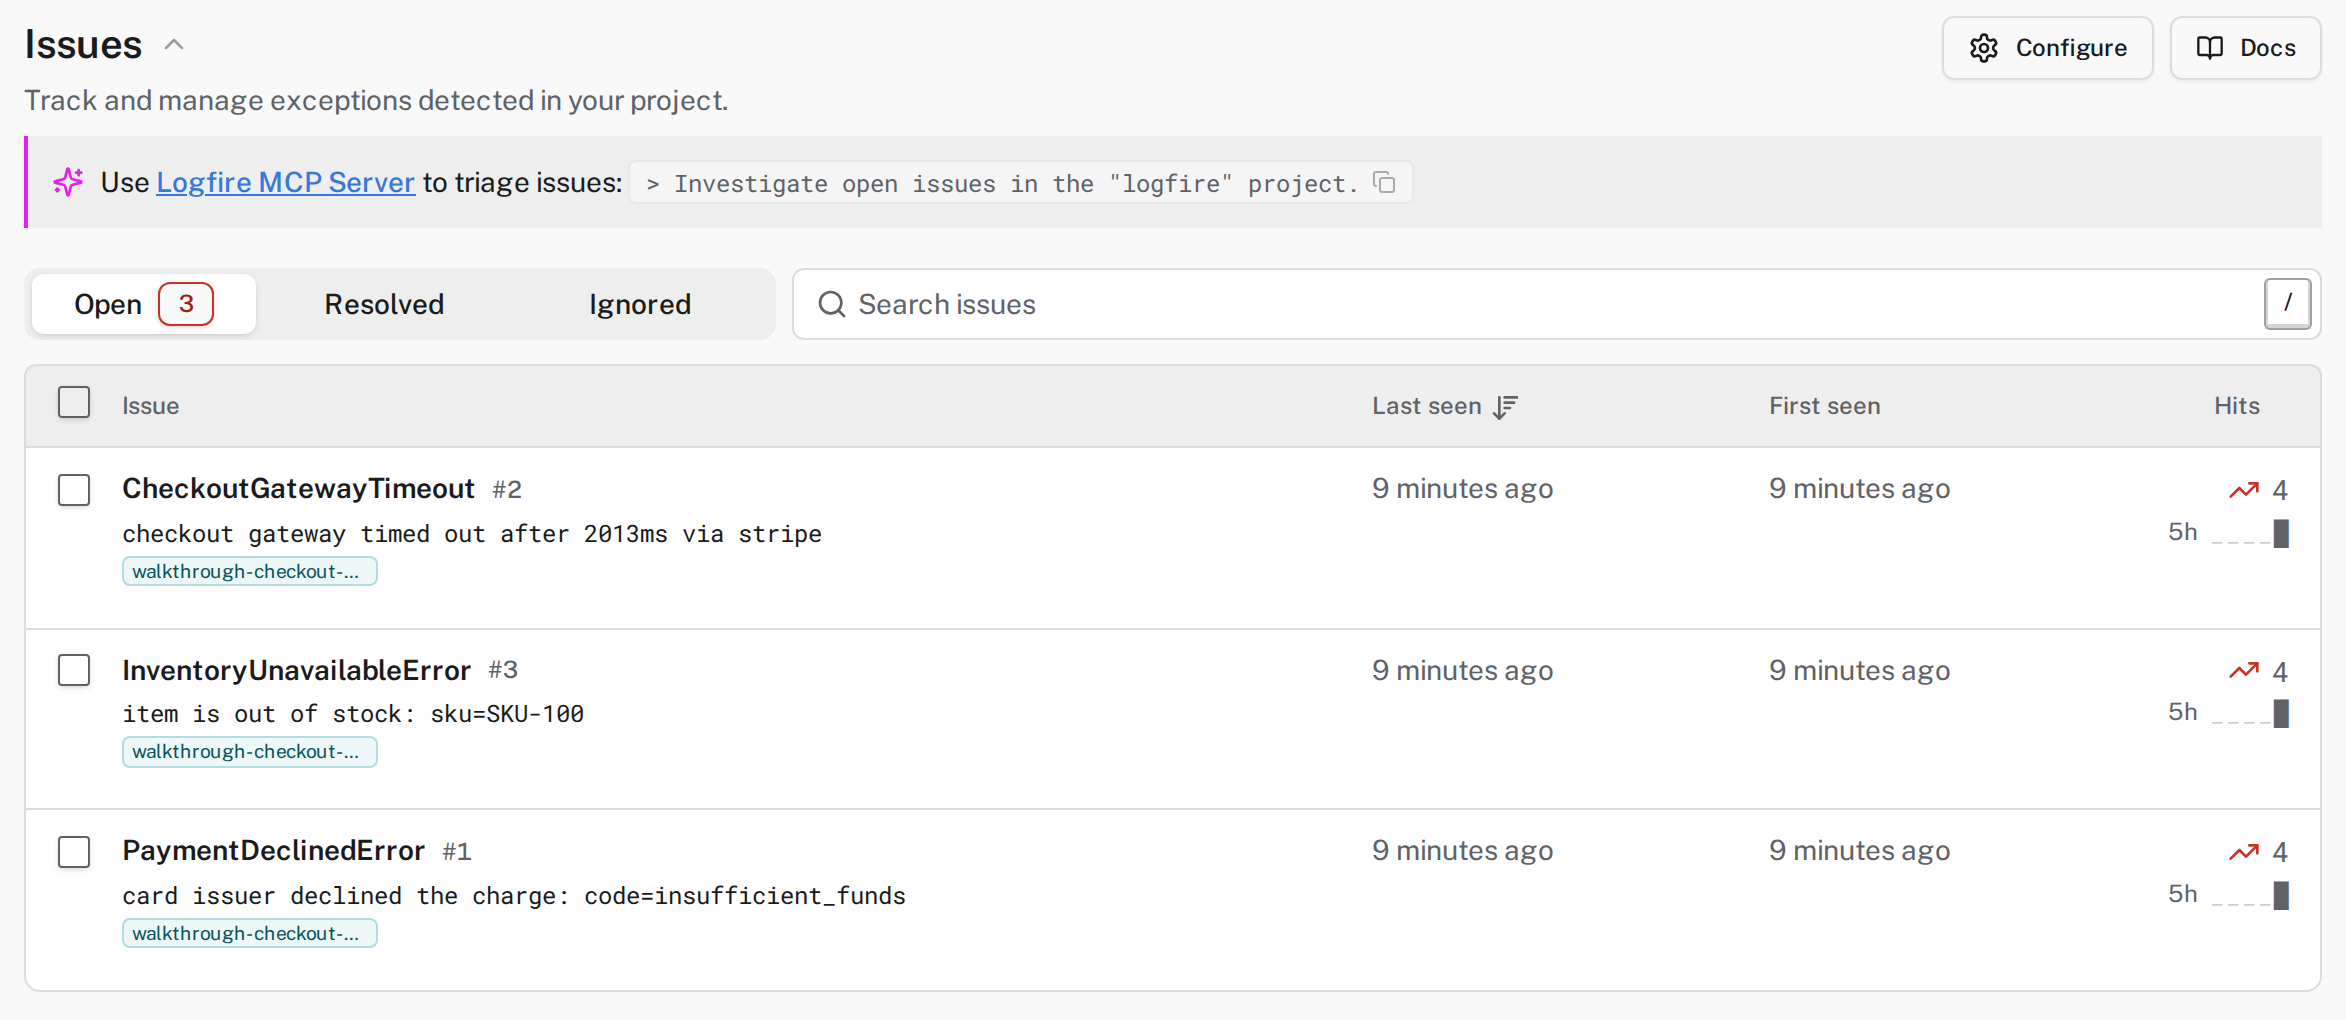 Issues
Configure
Docs
Track and manage exceptions detected in your project.
Use Logfire MCP Server to triage issues: > Investigate open issues in the "logfire" project.
Open 3 Resolved Ignored
Search issues /
Issue Last seen First seen Hits
CheckoutGatewayTimeout #2 9 minutes ago 9 minutes ago 4
checkout gateway timed out after 2013ms via stripe 5h
walkthrough-checkout-...
InventoryUnavailableError #3 9 minutes ago 9 minutes ago 4
item is out of stock: sku=SKU-100 5h
walkthrough-checkout-...
PaymentDeclinedError #1 9 minutes ago 9 minutes ago 4
card issuer declined the charge: code=insufficient_funds 5h
walkthrough-checkout-...